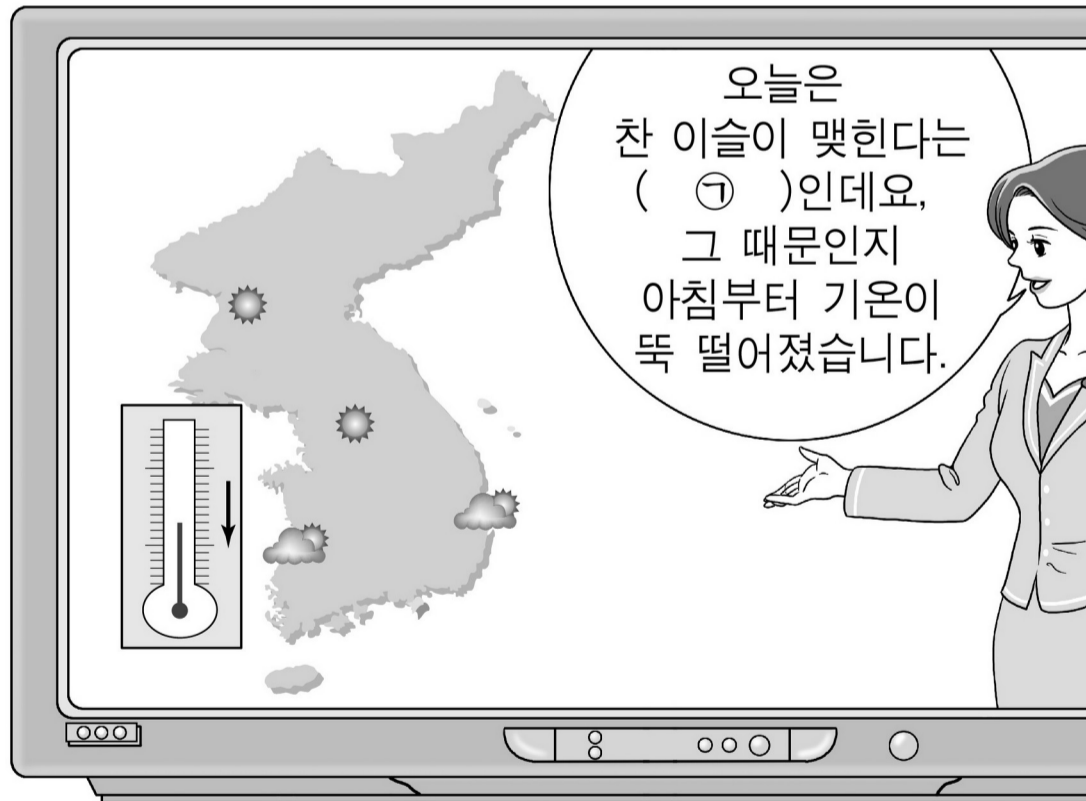 오늘은
찬 이슬이 맺힌다는
( ㉠ )인데요,
그 때문인지
아침부터 기온이
뚝 떨어졌습니다.